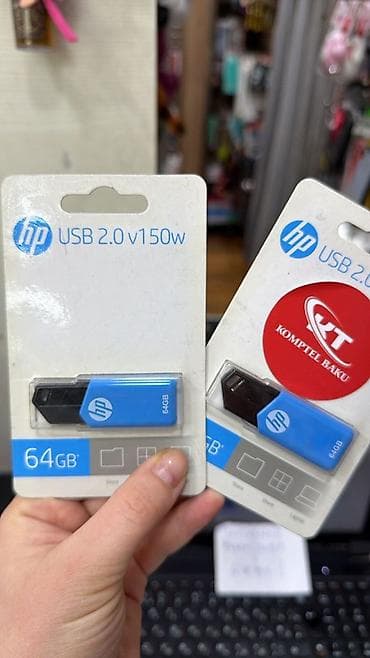 hp USB 2.0 v150w
hp 64GB
64GB
hp USB 2.0
KT
KOMPTEL BAKU
hp 64GB
GB